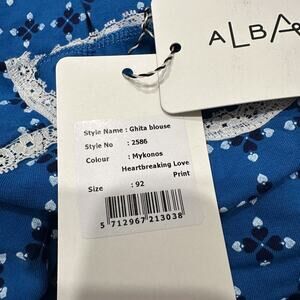 ALBA
Style Name : Ghita blouse
Style No : 2586
Colour : Mykonos
Heartbreaking Love
Print
Size : 92
5 712967 213038